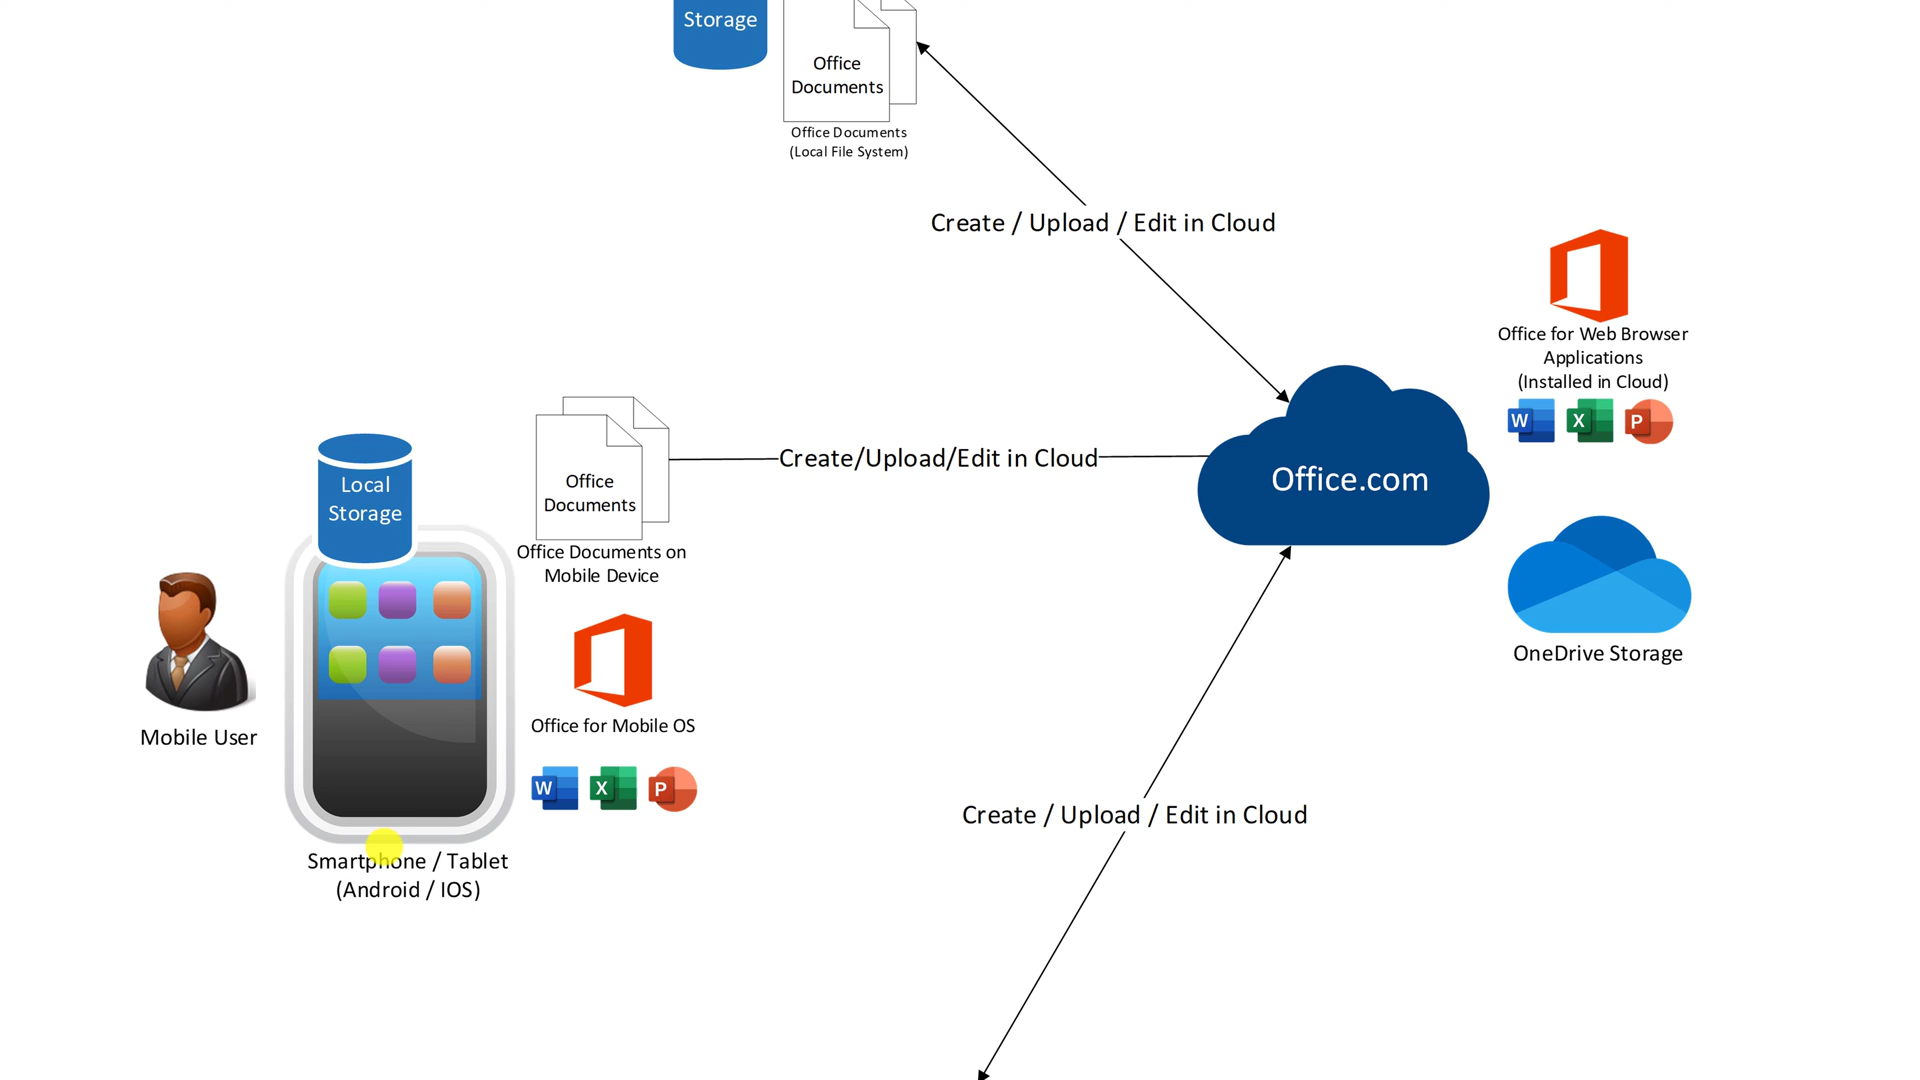 Storage
Office
Documents
Office Documents
(Local File System)
Create / Upload / Edit in Cloud
Office for Web Browser
Applications
(Installed in Cloud)
W X P
Office.com
OneDrive Storage
Create/Upload/Edit in Cloud
Office
Documents
Office Documents on
Mobile Device
Local
Storage
Mobile User
Office for Mobile OS
W X P
Smartphone / Tablet
(Android / IOS)
Create / Upload / Edit in Cloud